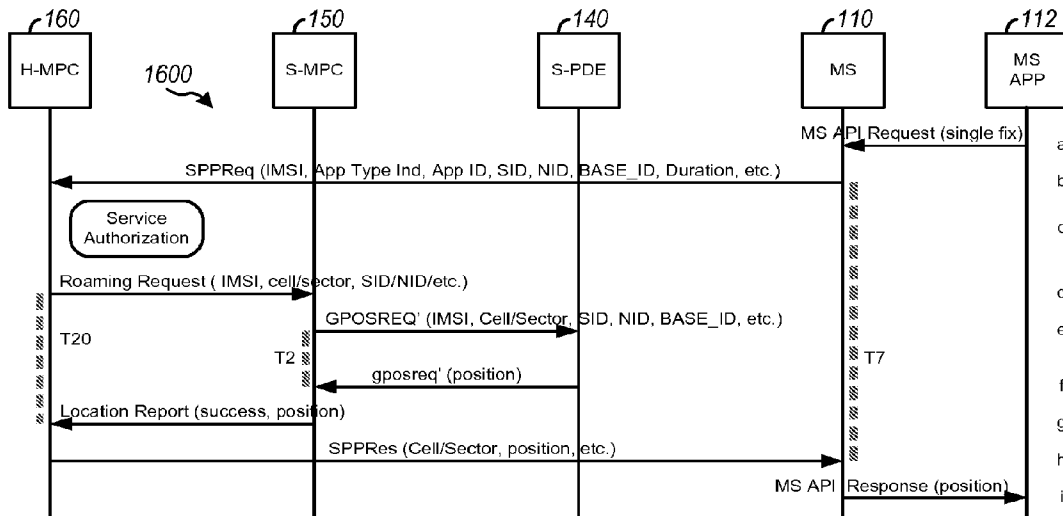 160
150
140
110
112
H-MPC
S-MPC
S-PDE
MS
MS
APP
1600
MS API Request (single fix)
a
SPPReq (IMSI, App Type Ind, App ID, SID, NID, BASE_ID, Duration, etc.)
b
Service
Authorization
c
Roaming Request ( IMSI, cell/sector, SID/NID/etc.)
d
GPOSREQ' (IMSI, Cell/Sector, SID, NID, BASE_ID, etc.)
e
T20
T2
T7
gposreq' (position)
f
Location Report (success, position)
g
SPPRes (Cell/Sector, position, etc.)
h
MS API Response (position)
i